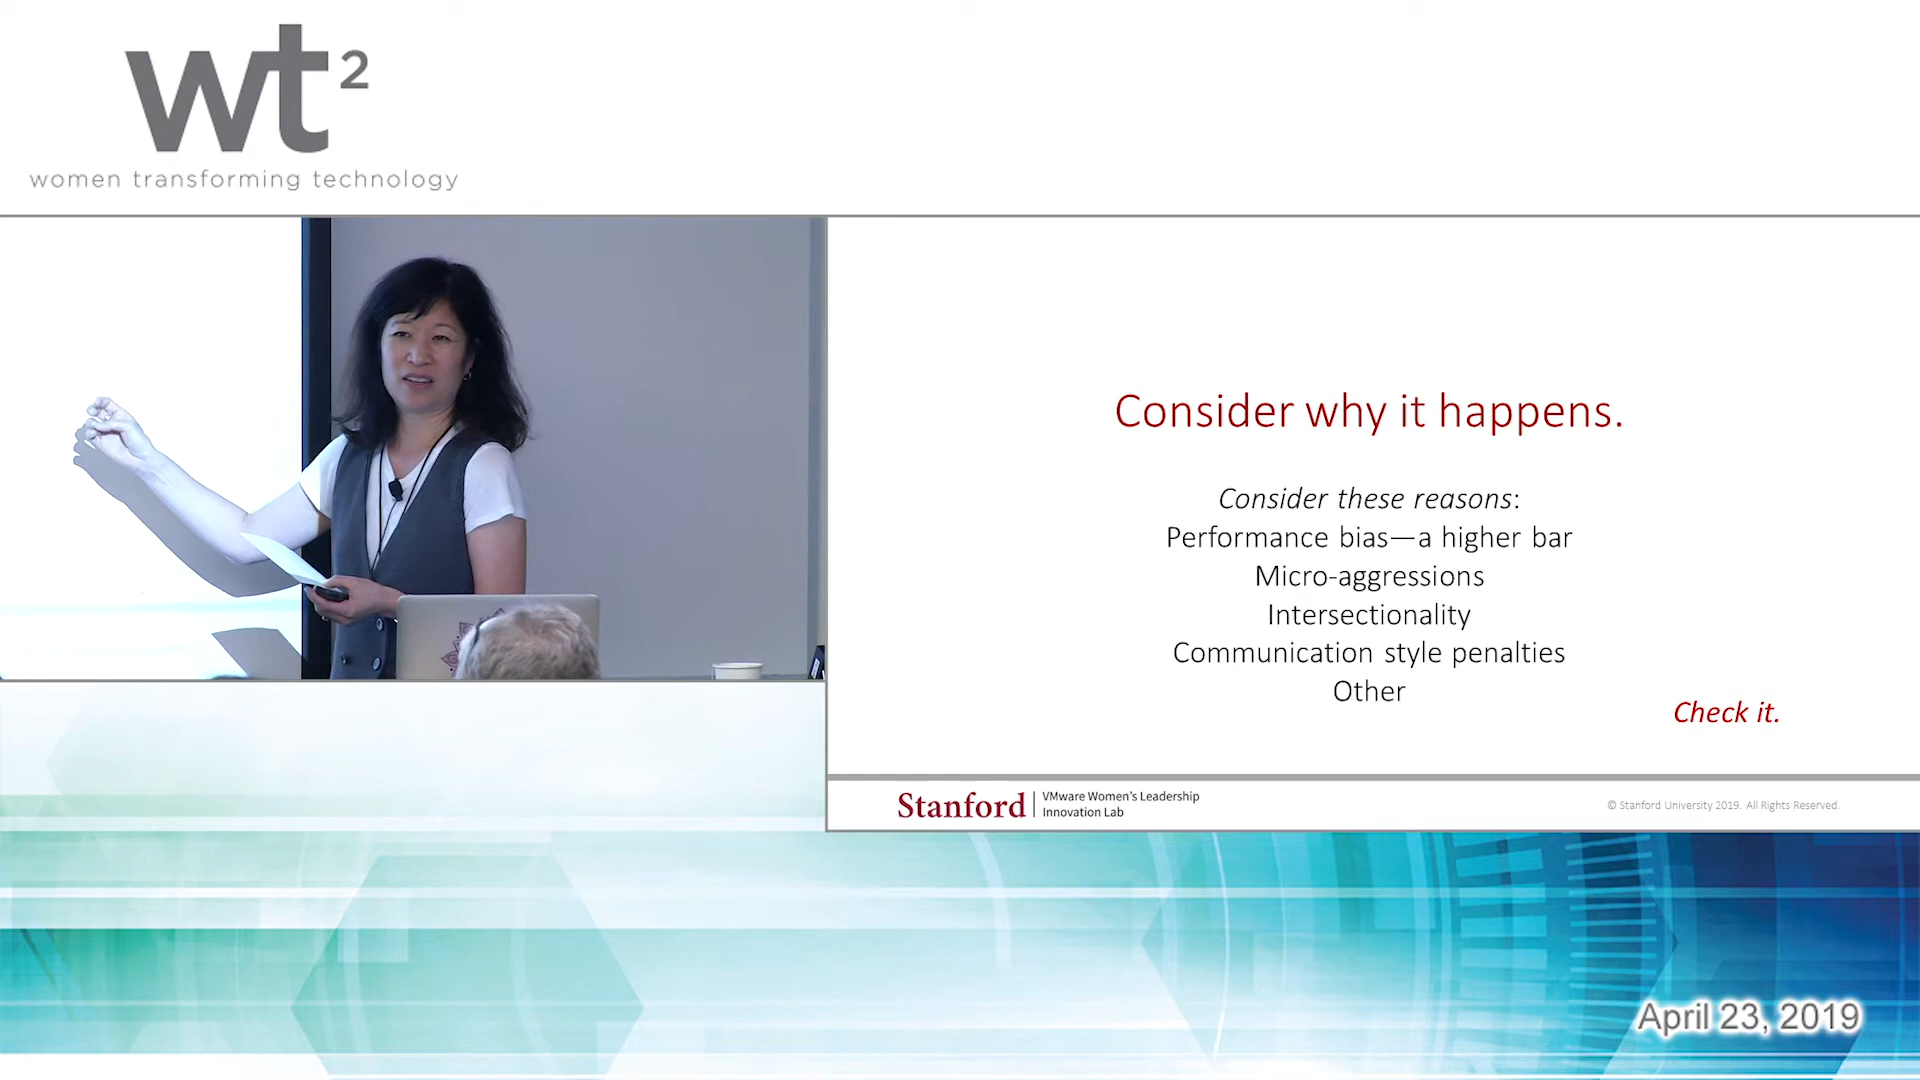 wt2
women transforming technology
Consider why it happens.
Consider these reasons:
Performance bias—a higher bar
Micro-aggressions
Intersectionality
Communication style penalties
Other
Check it.
Stanford
VMware Women's Leadership
Innovation Lab
© Stanford University 2019. All Rights Reserved.
April 23, 2019